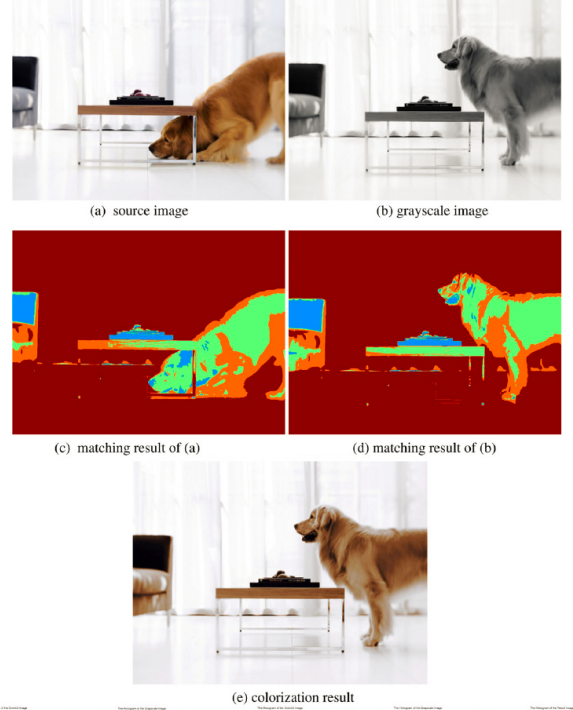 (a) source image
(b) grayscale image
(c) matching result of (a)
(d) matching result of (b)
(e) colorization result